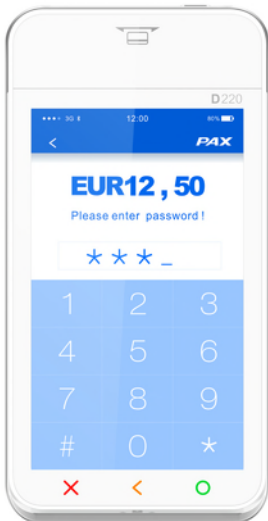 D220
3G 12:00 80%
< PAX
EUR12,50
Please enter password!
***_
1 2 3
4 5 6
7 8 9
# 0 *